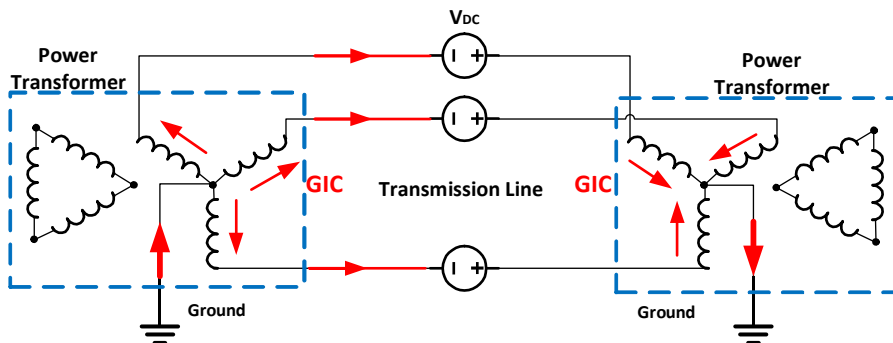 VDC
Power
Transformer
Power
Transformer
GIC
Transmission Line
GIC
Ground
Ground